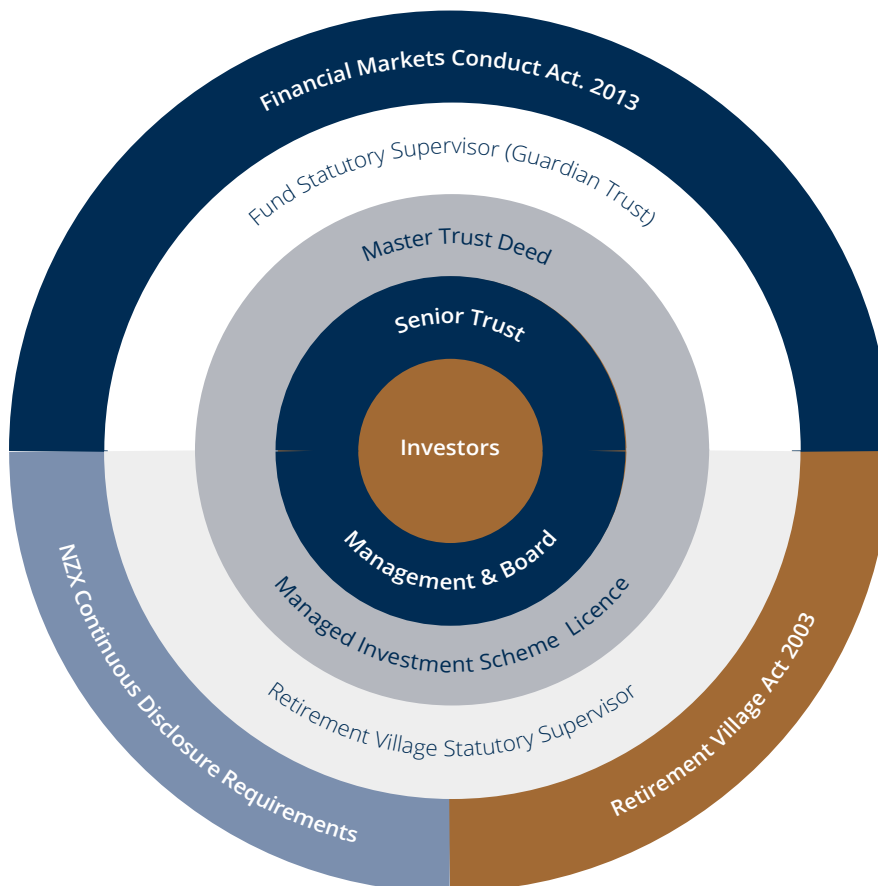 Financial Markets Conduct Act. 2013
Fund Statutory Supervisor (Guardian Trust)
Master Trust Deed
Senior Trust
Investors
Management & Board
Managed Investment Scheme Licence
Retirement Village Statutory Supervisor
NZX Continuous Disclosure Requirements
Retirement Village Act 2003